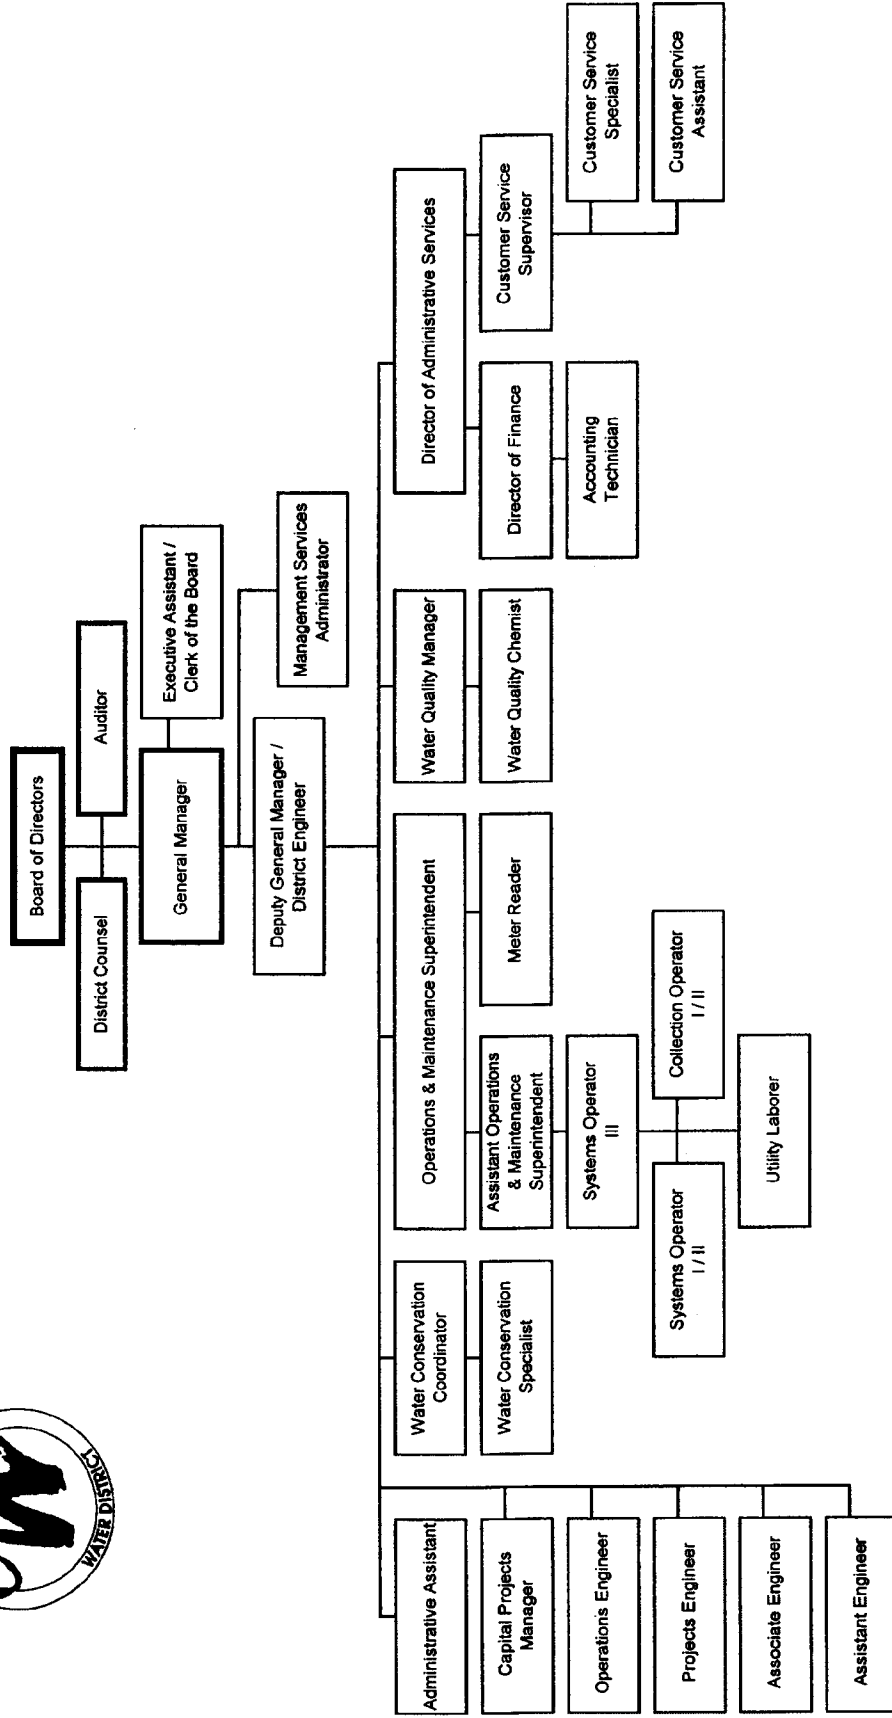 WATER DISTRICT
Board of Directors
District Counsel
Auditor
General Manager
Executive Assistant /
Clerk of the Board
Deputy General Manager /
District Engineer
Management Services
Administrator
Administrative Assistant
Capital Projects
Manager
Operations Engineer
Projects Engineer
Associate Engineer
Assistant Engineer
Water Conservation
Coordinator
Water Conservation
Specialist
Operations & Maintenance Superintendent
Assistant Operations
& Maintenance
Superintendent
Meter Reader
Systems Operator
III
Systems Operator
I / II
Collection Operator
I / II
Utility Laborer
Water Quality Manager
Water Quality Chemist
Director of Administrative Services
Director of Finance
Accounting
Technician
Customer Service
Supervisor
Customer Service
Specialist
Customer Service
Assistant